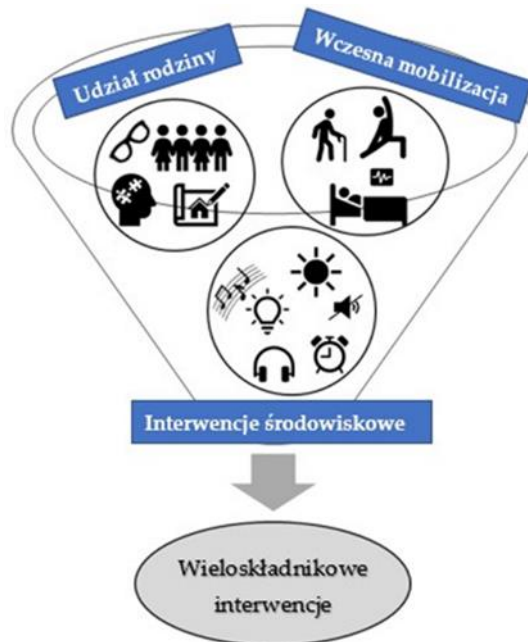 Udział rodziny
Wczesna mobilizacja
Interwencje środowiskowe
Wieloskładnikowe
interwencje